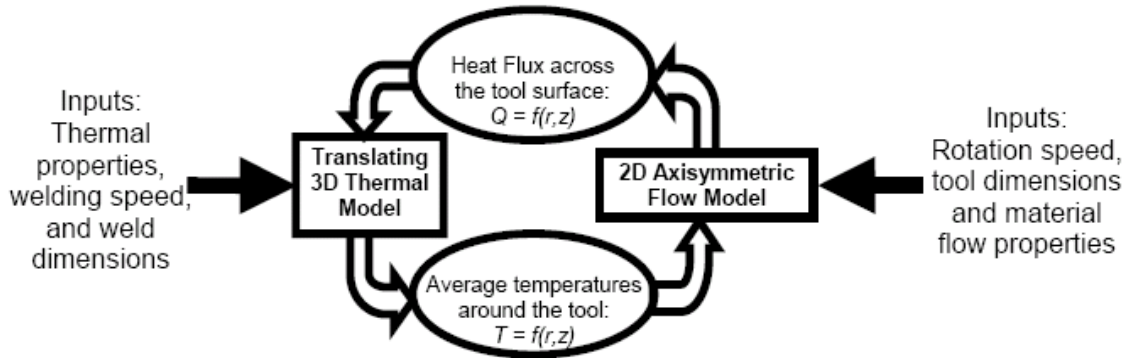 Inputs:
Thermal
properties,
welding speed,
and weld
dimensions
Heat Flux across
the tool surface:
Q = f(r,z)
Translating
3D Thermal
Model
2D Axisymmetric
Flow Model
Average temperatures
around the tool:
T = f(r,z)
Inputs:
Rotation speed,
tool dimensions
and material
flow properties